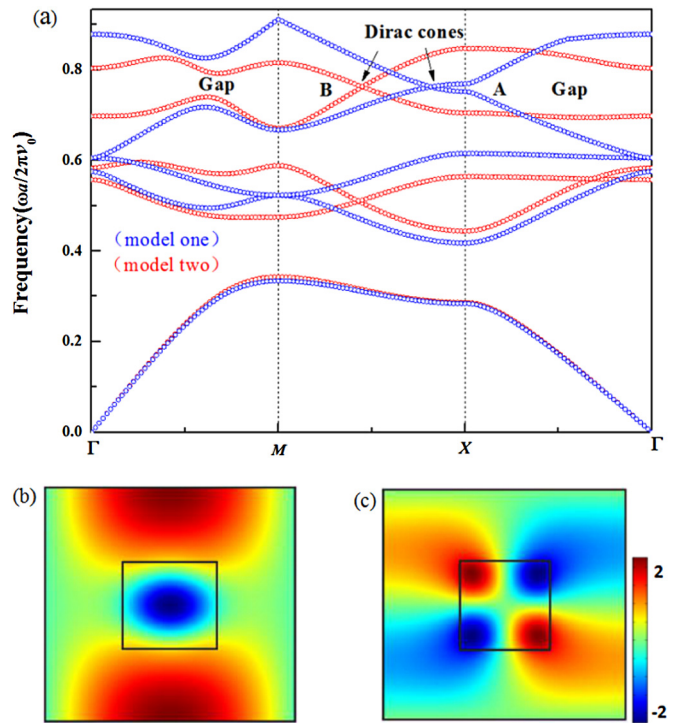 (a)
Dirac cones
Gap
B
A
Gap
Frequency(ωa/2πν₀)
0.8
0.6
0.4
0.2
0.0
(model one)
(model two)
Γ
M
X
Γ
(b)
(c)
2
-2